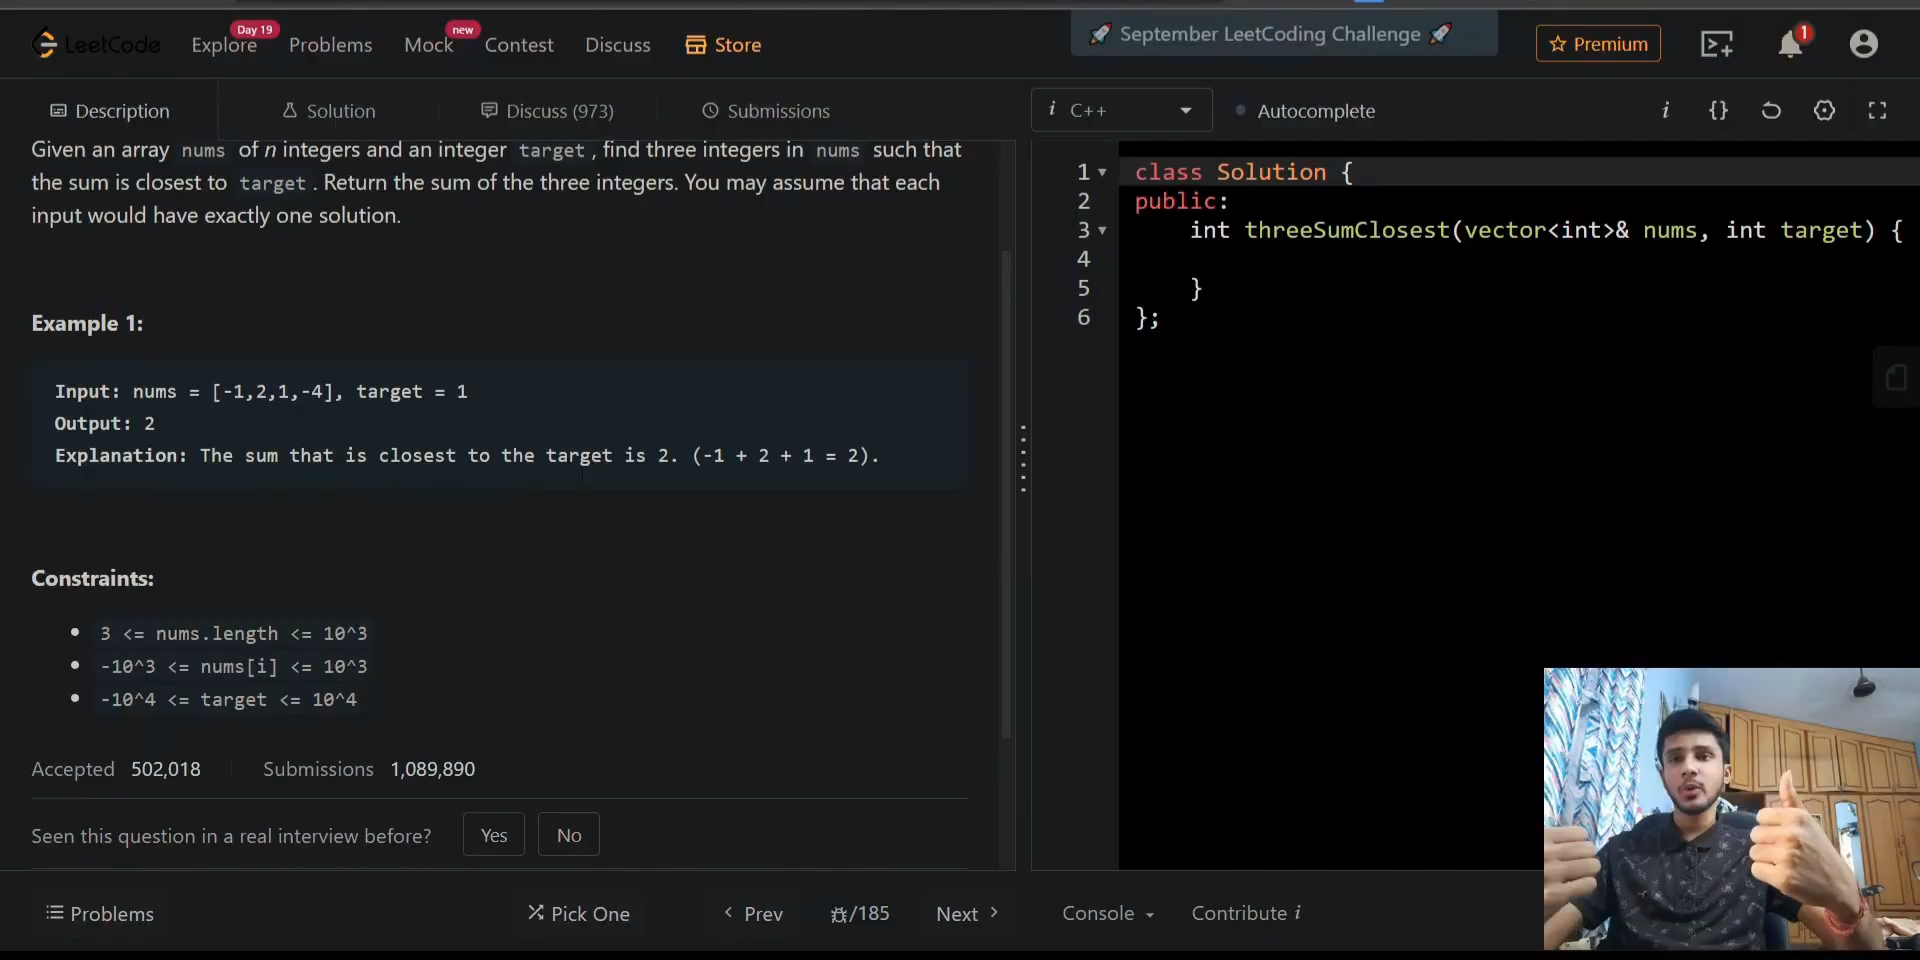 LeetCode
Explore Day 19
Problems
Mock new
Contest
Discuss
Store
🚀 September LeetCoding Challenge 🚀
☆ Premium
1
Description
Solution
Discuss (973)
Submissions
i C++
Autocomplete
i {}
Given an array nums of n integers and an integer target, find three integers in nums such that
the sum is closest to target. Return the sum of the three integers. You may assume that each
input would have exactly one solution.
Example 1:
Input: nums = [-1,2,1,-4], target = 1
Output: 2
Explanation: The sum that is closest to the target is 2. (-1 + 2 + 1 = 2).
Constraints:
3 <= nums.length <= 10^3
-10^3 <= nums[i] <= 10^3
-10^4 <= target <= 10^4
Accepted 502,018 Submissions 1,089,890
Seen this question in a real interview before? Yes No
1 class Solution {
2 public:
3 int threeSumClosest(vector<int>& nums, int target) {
4
5 }
6 };
Problems
Pick One
< Prev
/185
Next >
Console
Contribute i